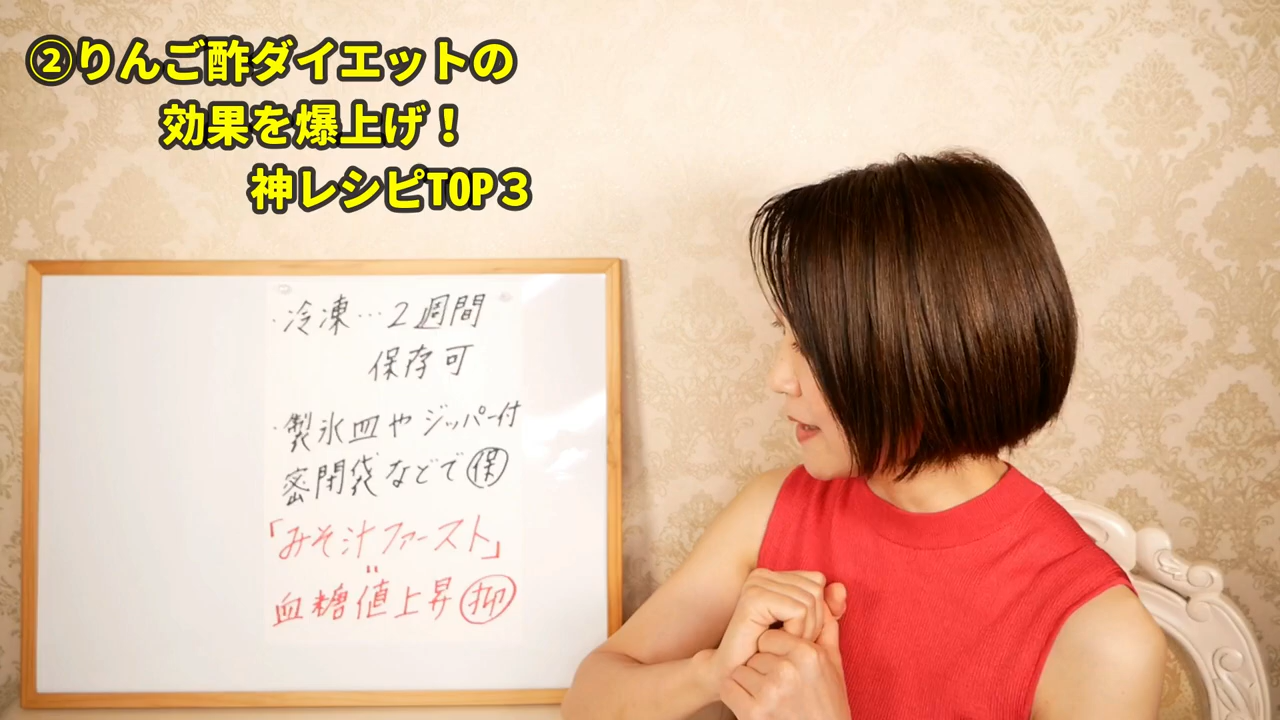 ②りんご酢ダイエットの
効果を爆上げ！
神レシピTOP３
・冷凍…2週間
保存可
・製氷皿やジッパー付
密閉袋などで㊝保
「みそ汁ファースト」
〃
血糖値上昇抑